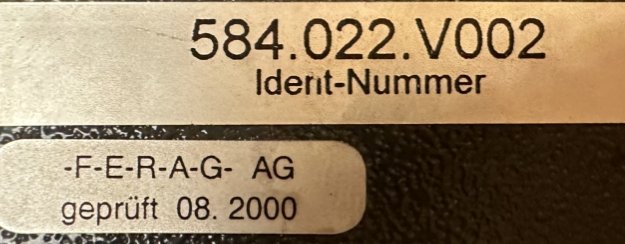 584.022.V002
Ident-Nummer
-F-E-R-A-G- AG
geprüft 08. 2000